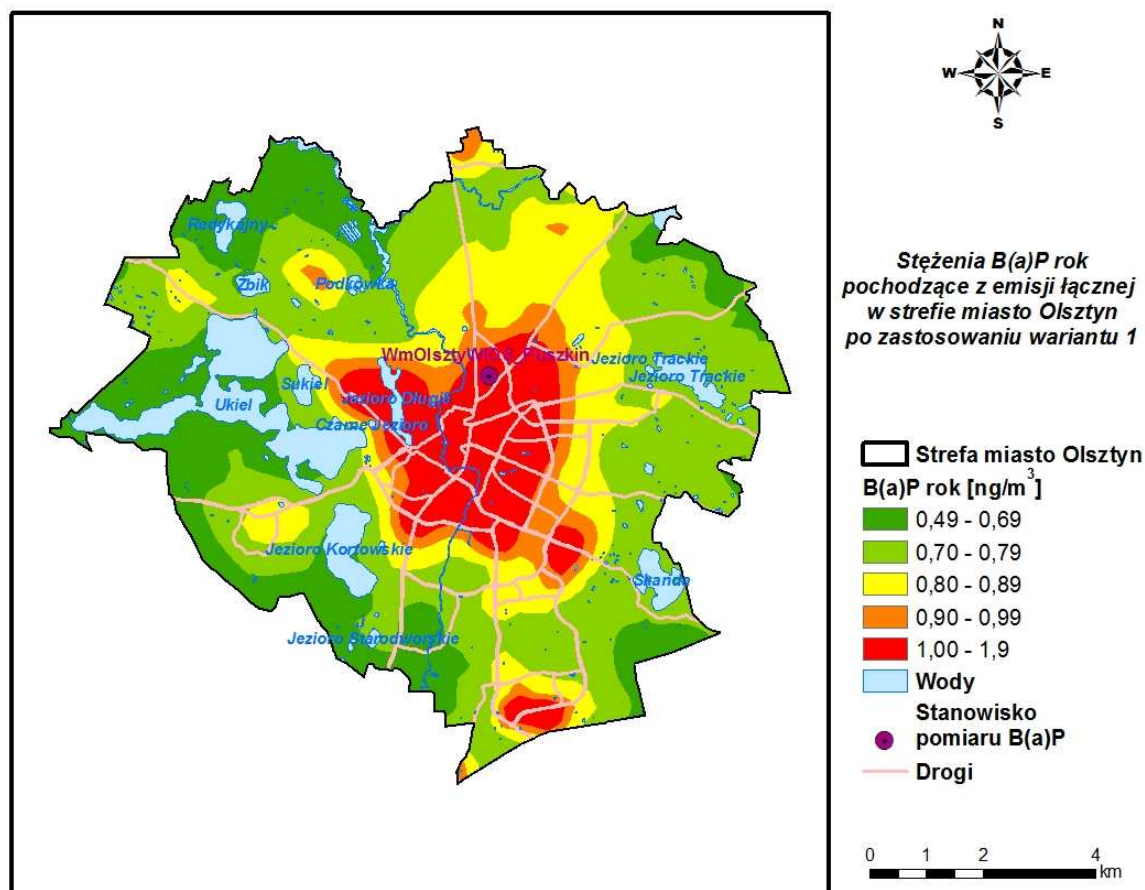 N
W E
S
Stężenia B(a)P rok
pochodzące z emisji łącznej
w strefie miasto Olsztyn
po zastosowaniu wariantu 1
Redykajny
Żbik
Podkówka
WmOlsztyWIOS_Puszkin
Jezioro Trackie
Jezioro Trackie
Sukiel
Jezioro Długie
Ukiel
Czarne Jezioro
Jezioro Kortowskie
Skanda
Jezioro Starodworskie
Strefa miasto Olsztyn
B(a)P rok [ng/m³]
0,49 - 0,69
0,70 - 0,79
0,80 - 0,89
0,90 - 0,99
1,00 - 1,9
Wody
Stanowisko
pomiaru B(a)P
Drogi
0 1 2 4
km